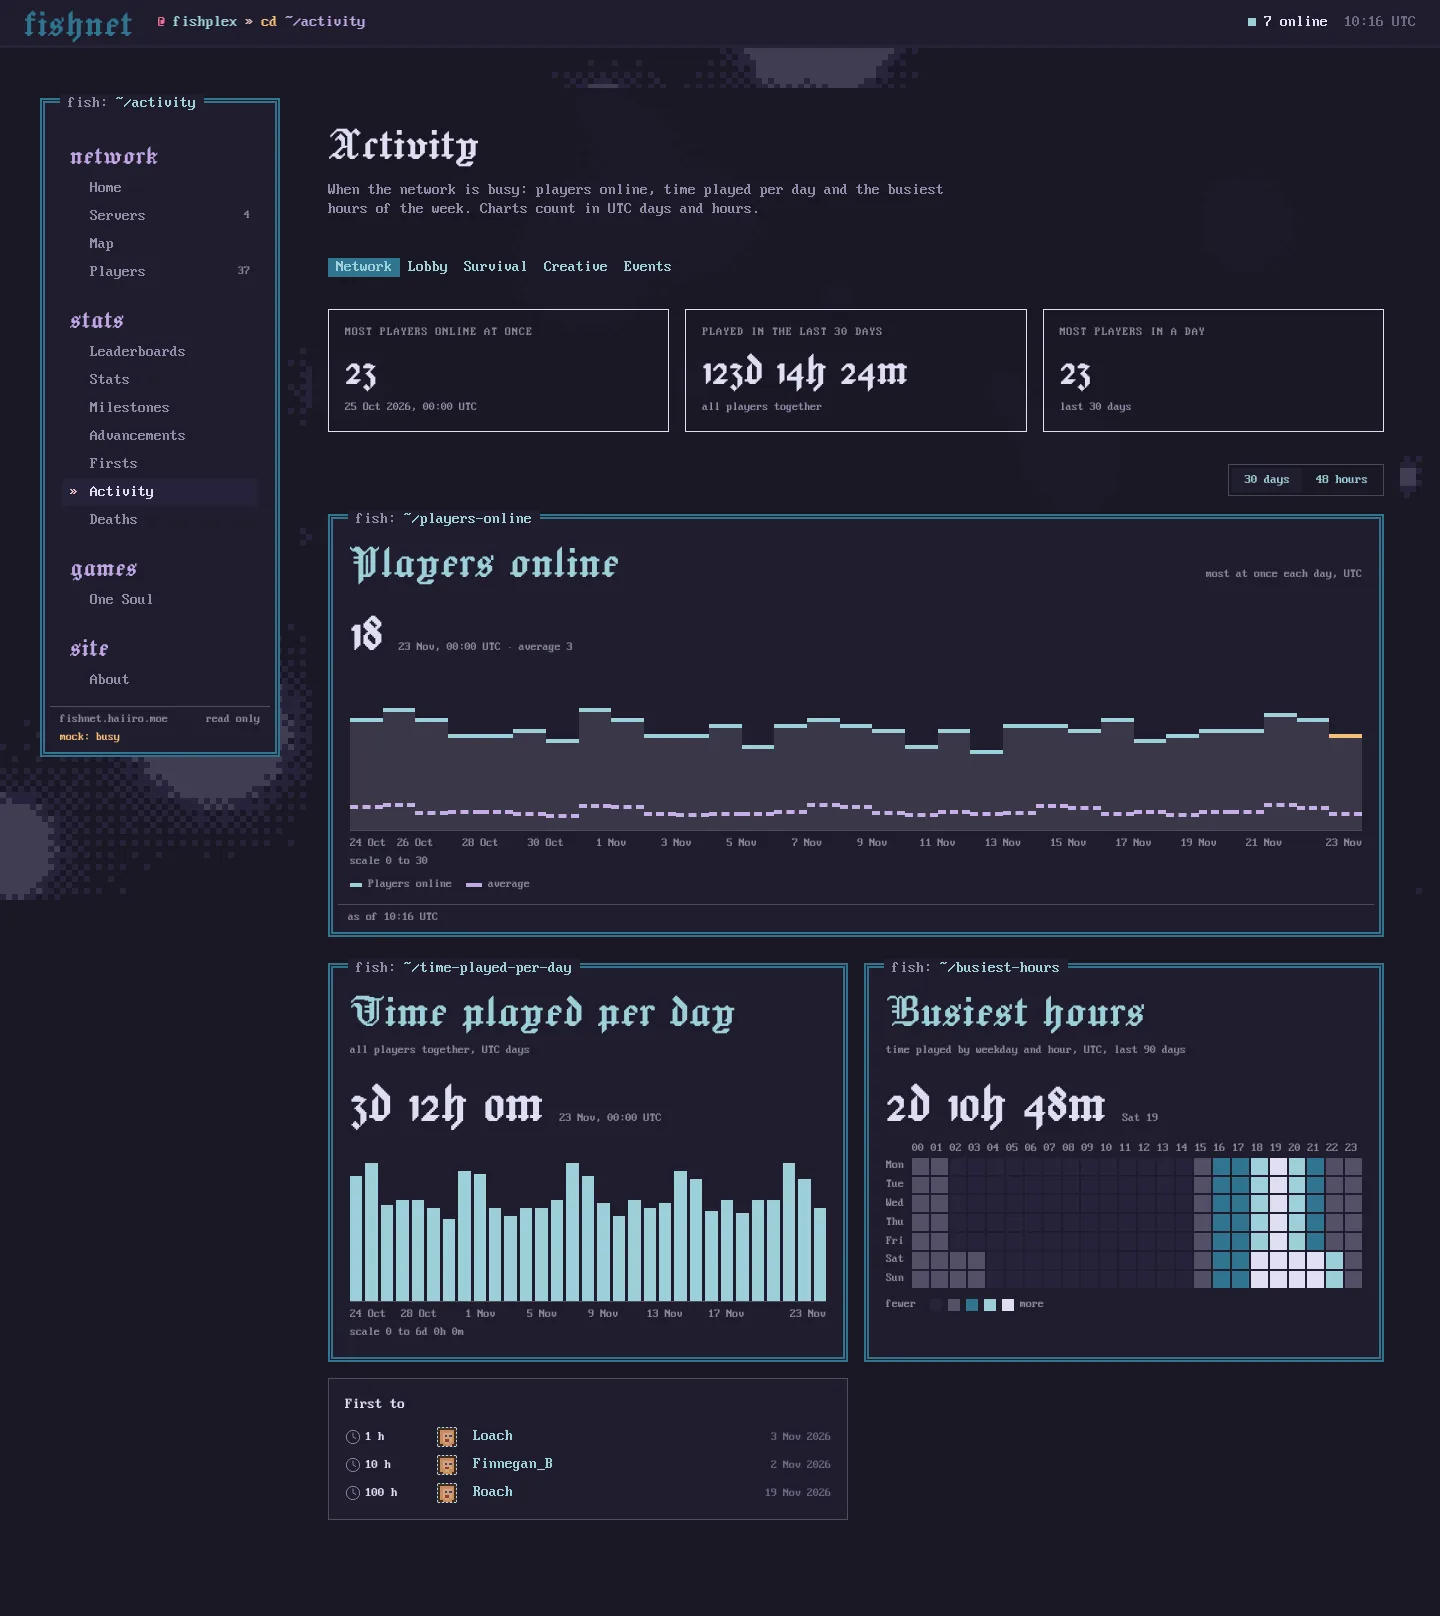 fishnet
@ fishplex » cd ~/activity
7 online 10:16 UTC
fish: ~/activity
network
Home
Servers 4
Map
Players 37
stats
Leaderboards
Stats
Milestones
Advancements
Firsts
» Activity
Deaths
games
One Soul
site
About
fishnet.haiiro.moe read only
mock: busy
Activity
When the network is busy: players online, time played per day and the busiest
hours of the week. Charts count in UTC days and hours.
Network Lobby Survival Creative Events
MOST PLAYERS ONLINE AT ONCE
23
25 Oct 2026, 00:00 UTC
PLAYED IN THE LAST 30 DAYS
123d 14h 24m
all players together
MOST PLAYERS IN A DAY
23
last 30 days
30 days 48 hours
fish: ~/players-online
Players online
most at once each day, UTC
18 23 Nov, 00:00 UTC · average 3
24 Oct 26 Oct 28 Oct 30 Oct 1 Nov 3 Nov 5 Nov 7 Nov 9 Nov 11 Nov 13 Nov 15 Nov 17 Nov 19 Nov 21 Nov 23 Nov
scale 0 to 30
Players online average
as of 10:16 UTC
fish: ~/time-played-per-day
Time played per day
all players together, UTC days
3d 12h 0m 23 Nov, 00:00 UTC
24 Oct 28 Oct 1 Nov 5 Nov 9 Nov 13 Nov 17 Nov 23 Nov
scale 0 to 6d 0h 0m
fish: ~/busiest-hours
Busiest hours
time played by weekday and hour, UTC, last 90 days
2d 10h 48m Sat 19
00 01 02 03 04 05 06 07 08 09 10 11 12 13 14 15 16 17 18 19 20 21 22 23
Mon
Tue
Wed
Thu
Fri
Sat
Sun
fewer more
First to
1 h Loach 3 Nov 2026
10 h Finnegan_B 2 Nov 2026
100 h Roach 19 Nov 2026